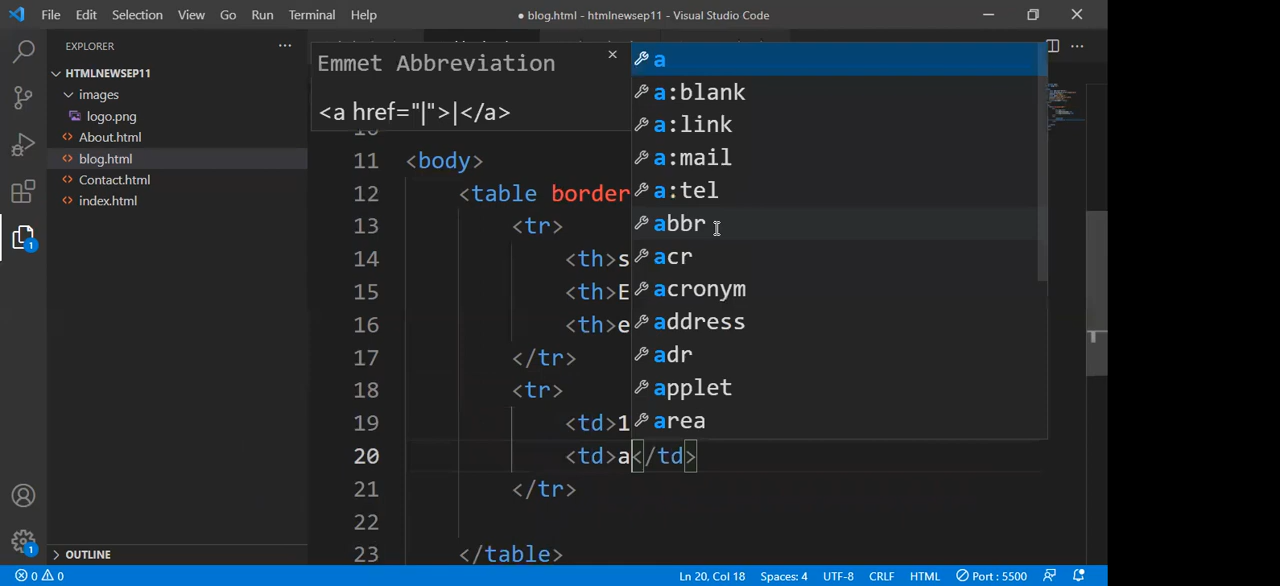 File Edit Selection View Go Run Terminal Help
● blog.html - htmlnewsep11 - Visual Studio Code
EXPLORER
HTMLNEWSEP11
images
logo.png
About.html
blog.html
Contact.html
index.html
OUTLINE
Emmet Abbreviation
<a href="|">|</a>
a
a:blank
a:link
a:mail
a:tel
abbr
acr
acronym
address
adr
applet
area
10
11 <body>
12 <table border
13 <tr>
14 <th>s
15 <th>E
16 <th>e
17 </tr>
18 <tr>
19 <td>1
20 <td>a</td>
21 </tr>
22
23 </table>
1
1
0 0
Ln 20, Col 18 Spaces: 4 UTF-8 CRLF HTML Port : 5500